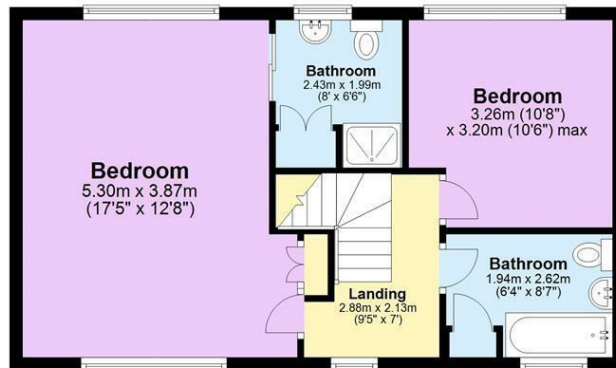 Bathroom
2.43m x 1.99m
(8' x 6'6")
Bedroom
3.26m (10'8")
x 3.20m (10'6") max
Bedroom
5.30m x 3.87m
(17'5" x 12'8")
Bathroom
1.94m x 2.62m
(6'4" x 8'7")
Landing
2.88m x 2.13m
(9'5" x 7')